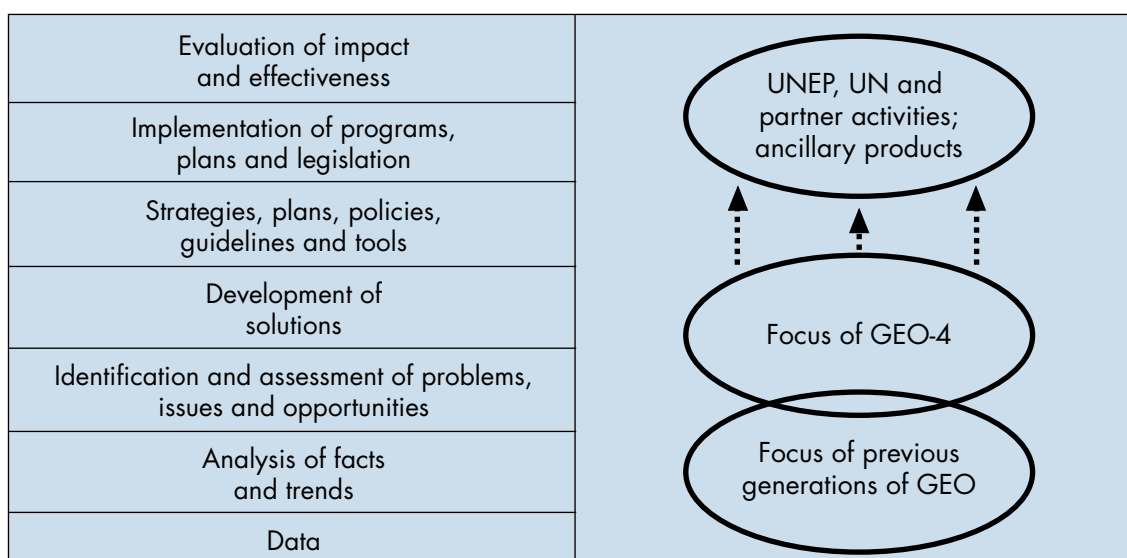 Evaluation of impact
and effectiveness
Implementation of programs,
plans and legislation
Strategies, plans, policies,
guidelines and tools
Development of
solutions
Identification and assessment of problems,
issues and opportunities
Analysis of facts
and trends
Data
UNEP, UN and
partner activities;
ancillary products
Focus of GEO-4
Focus of previous
generations of GEO